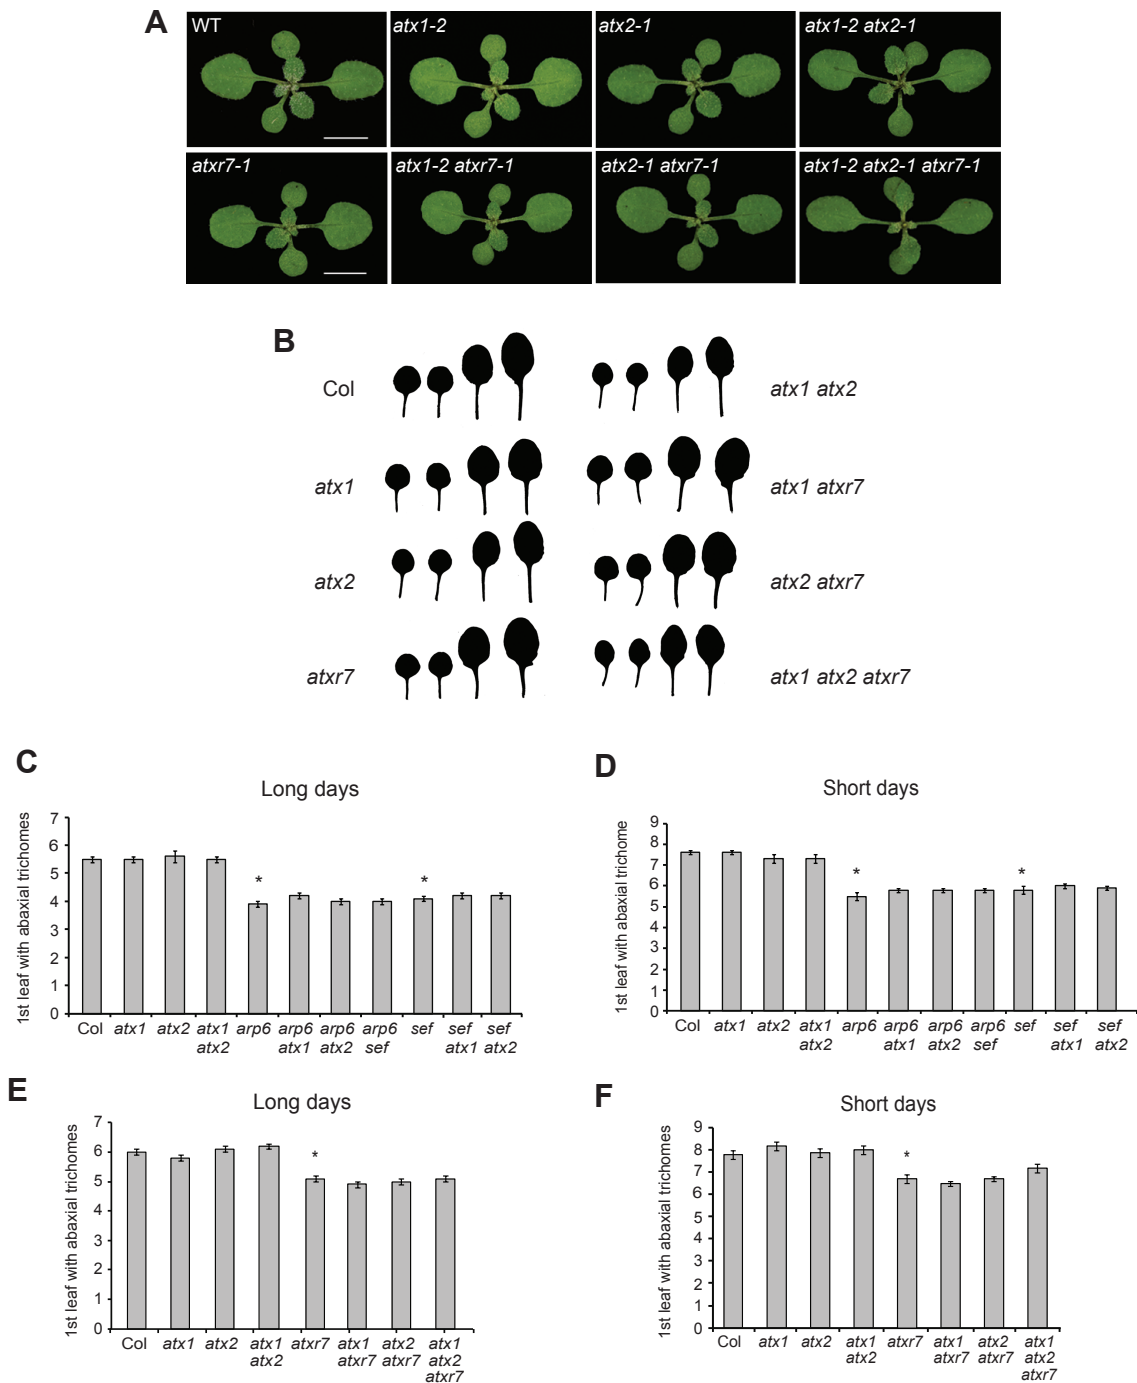 A
WT
atx1-2
atx2-1
atx1-2 atx2-1
atxr7-1
atx1-2 atxr7-1
atx2-1 atxr7-1
atx1-2 atx2-1 atxr7-1
B
Col
atx1 atx2
atx1
atx1 atxr7
atx2
atx2 atxr7
atxr7
atx1 atx2 atxr7
C
Long days
1st leaf with abaxial trichomes
7
6
5
4
3
2
1
0
*
*
Col atx1 atx2 atx1 arp6 arp6 arp6 arp6 sef sef sef
atx2 atx1 atx2 sef atx1 atx2
D
Short days
1st leaf with abaxial trichome
9
8
7
6
5
4
3
2
1
0
*
*
Col atx1 atx2 atx1 arp6 arp6 arp6 arp6 sef sef sef
atx2 atx1 atx2 sef atx1 atx2
E
Long days
1st leaf with abaxial trichomes
7
6
5
4
3
2
1
0
*
Col atx1 atx2 atx1 atxr7 atx1 atx2 atx1
atx2 atxr7 atxr7 atx2
atxr7
F
Short days
1st leaf with abaxial trichomes
9
8
7
6
5
4
3
2
1
0
*
Col atx1 atx2 atx1 atxr7 atx1 atx2 atx1
atx2 atxr7 atxr7 atx2
atxr7